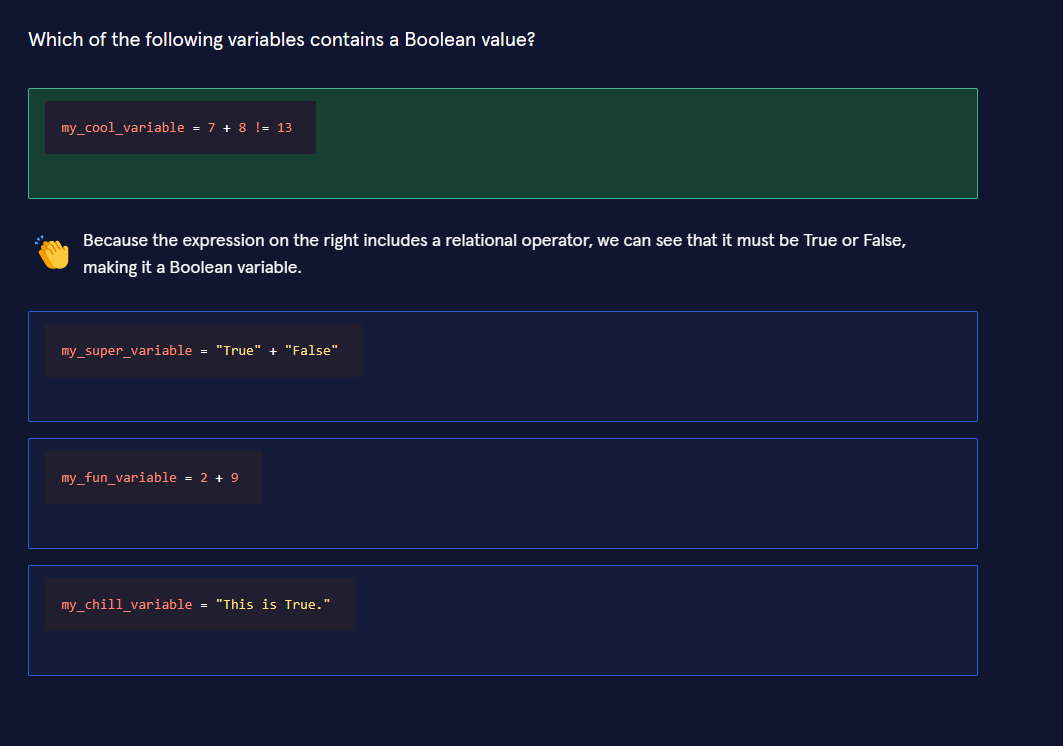 Which of the following variables contains a Boolean value?
my_cool_variable = 7 + 8 != 13
Because the expression on the right includes a relational operator, we can see that it must be True or False,
making it a Boolean variable.
my_super_variable = "True" + "False"
my_fun_variable = 2 + 9
my_chill_variable = "This is True."